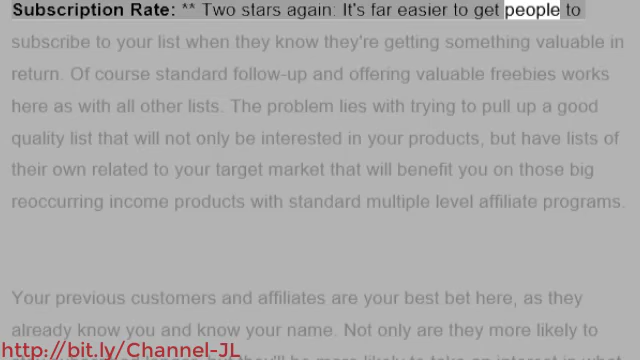 Subscription Rate: ** Two stars again: It's far easier to get people to
subscribe to your list when they know they're getting something valuable in
return. Of course standard follow-up and offering valuable freebies works
here as with all other lists. The problem lies with trying to pull up a good
quality list that will not only be interested in your products, but have lists of
their own related to your target market that will benefit you on those big
reoccurring income products with standard multiple level affiliate programs.
Your previous customers and affiliates are your best bet here, as they
already know you and know your name. Not only are they more likely to
http://bit.ly/Channel-JL